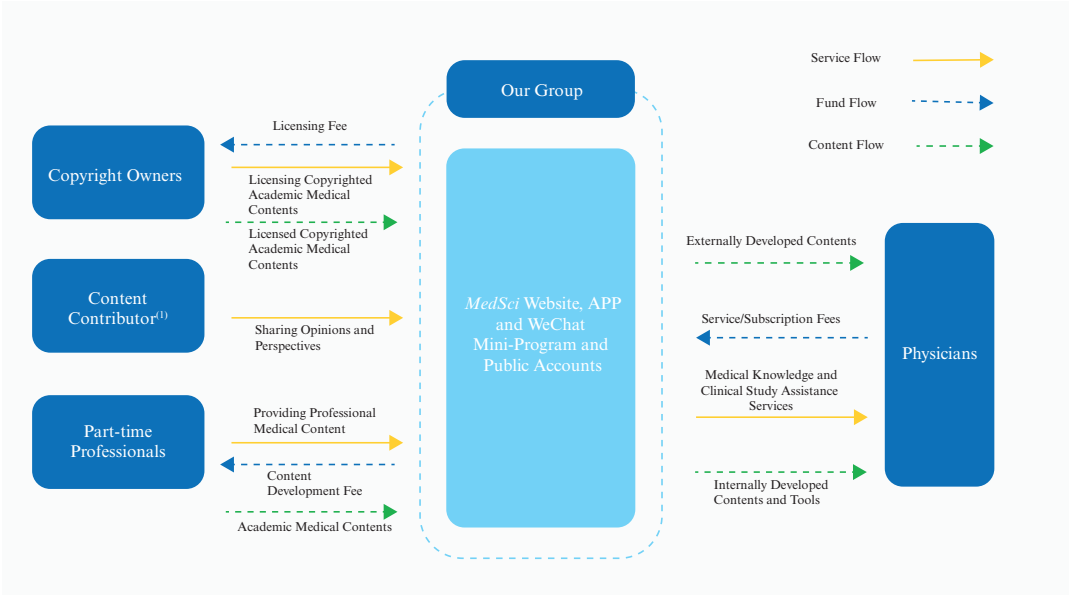 Our Group
Service Flow
Fund Flow
Content Flow
Copyright Owners
Licensing Fee
Licensing Copyrighted
Academic Medical
Contents
Licensed Copyrighted
Academic Medical
Contents
Content
Contributor(1)
Sharing Opinions and
Perspectives
Part-time
Professionals
Providing Professional
Medical Content
Content
Development Fee
Academic Medical Contents
MedSci Website, APP
and WeChat
Mini-Program and
Public Accounts
Externally Developed Contents
Service/Subscription Fees
Medical Knowledge and
Clinical Study Assistance
Services
Internally Developed
Contents and Tools
Physicians